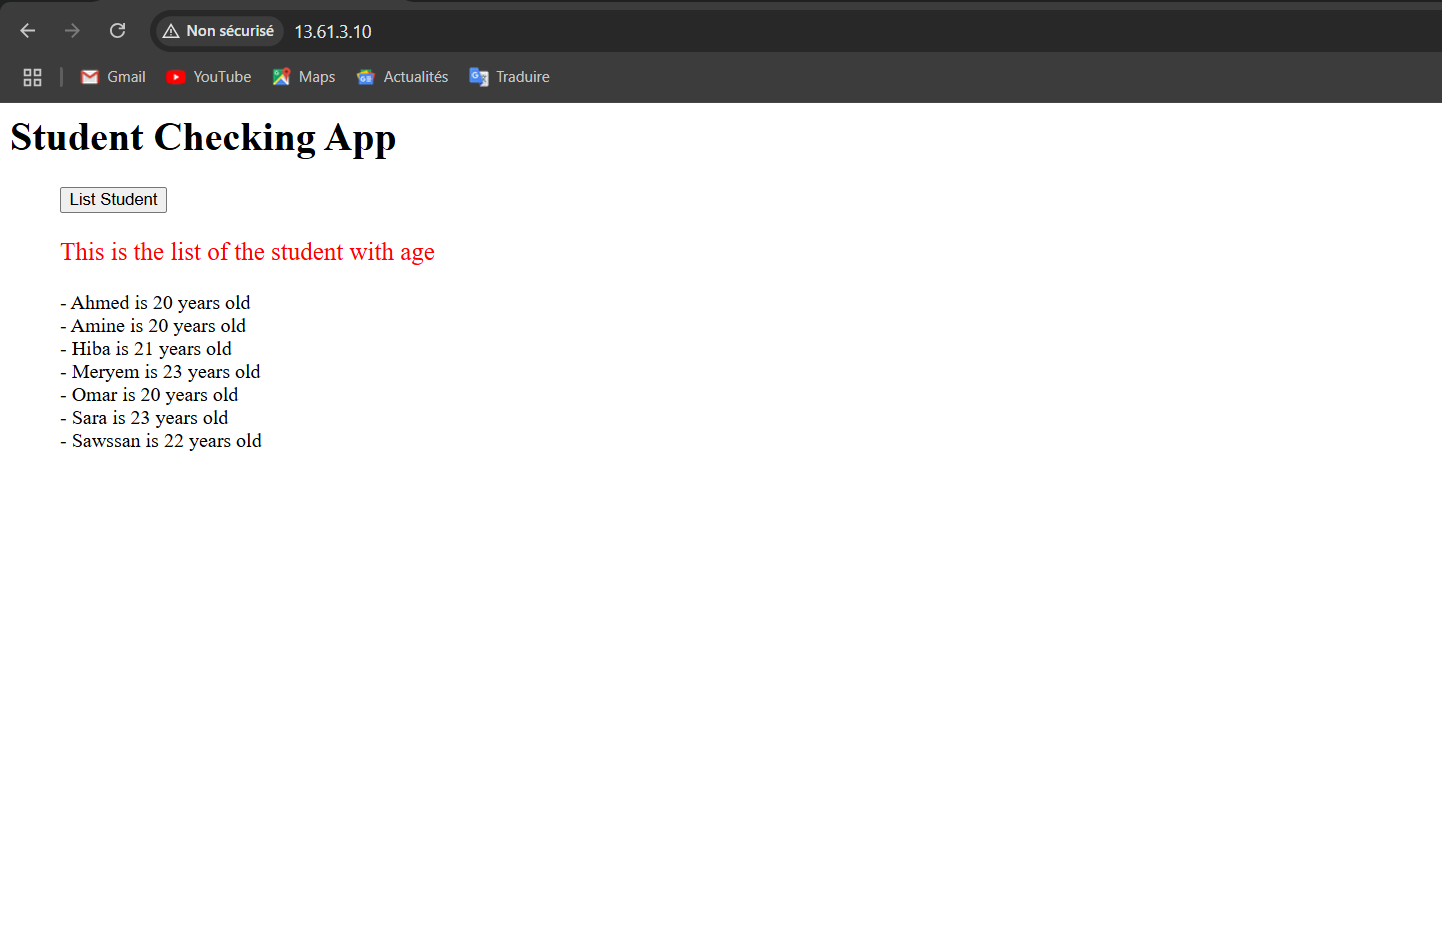 Non sécurisé 13.61.3.10
Gmail YouTube Maps Actualités Traduire
Student Checking App
List Student
This is the list of the student with age
- Ahmed is 20 years old
- Amine is 20 years old
- Hiba is 21 years old
- Meryem is 23 years old
- Omar is 20 years old
- Sara is 23 years old
- Sawssan is 22 years old